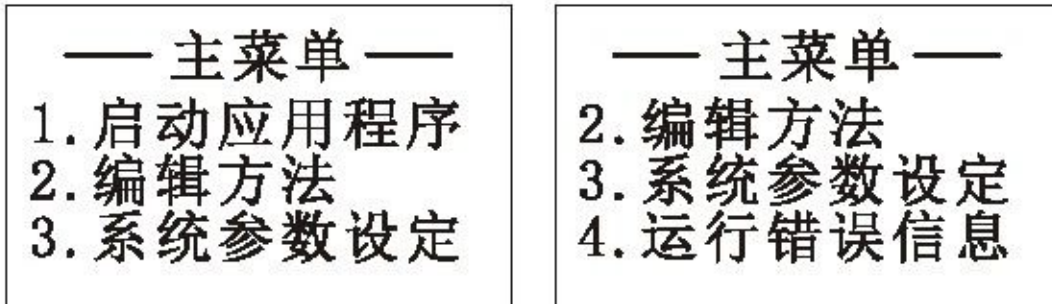 —— 主菜单 ——
1.启动应用程序
2.编辑方法
3.系统参数设定
—— 主菜单 ——
2.编辑方法
3.系统参数设定
4.运行错误信息